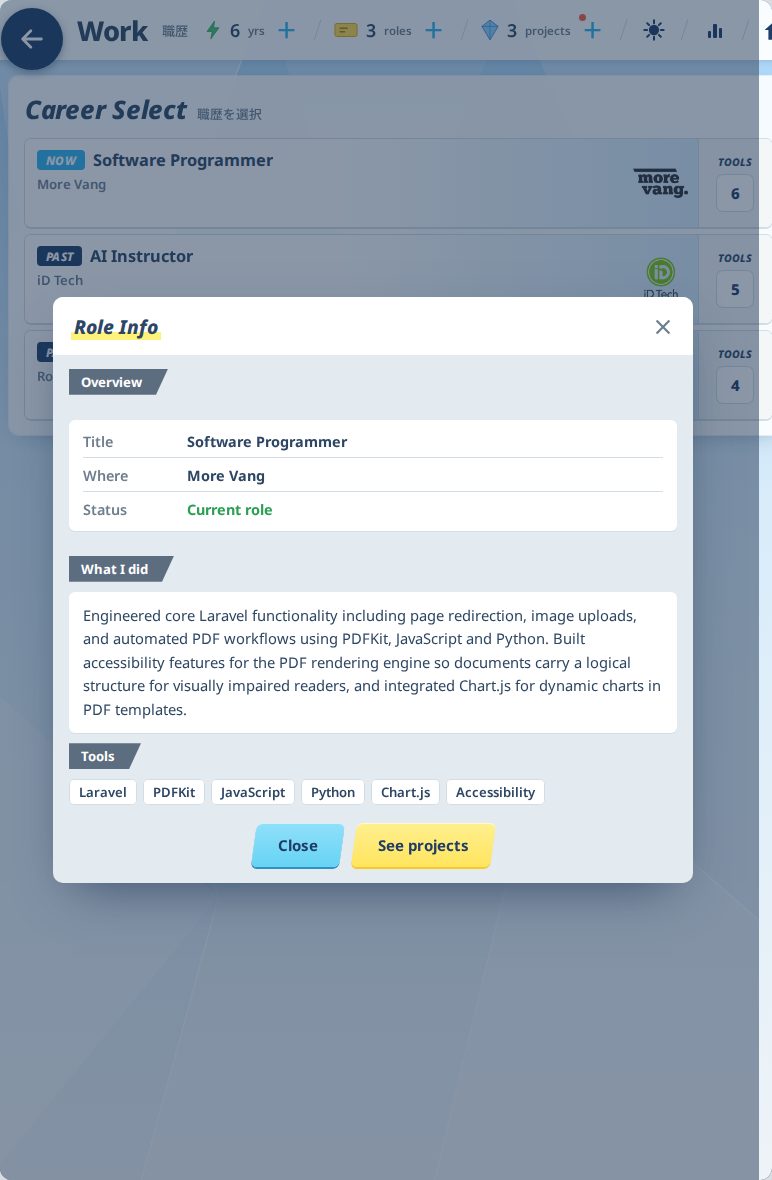 Work 職歴 6 yrs 3 roles 3 projects
Career Select 職歴を選択
NOW Software Programmer
More Vang
more vang.
TOOLS
6
PAST AI Instructor
iD Tech
iD
iD Tech
TOOLS
5
TOOLS
4
Role Info
Overview
Title Software Programmer
Where More Vang
Status Current role
What I did
Engineered core Laravel functionality including page redirection, image uploads,
and automated PDF workflows using PDFKit, JavaScript and Python. Built
accessibility features for the PDF rendering engine so documents carry a logical
structure for visually impaired readers, and integrated Chart.js for dynamic charts in
PDF templates.
Tools
Laravel PDFKit JavaScript Python Chart.js Accessibility
Close See projects